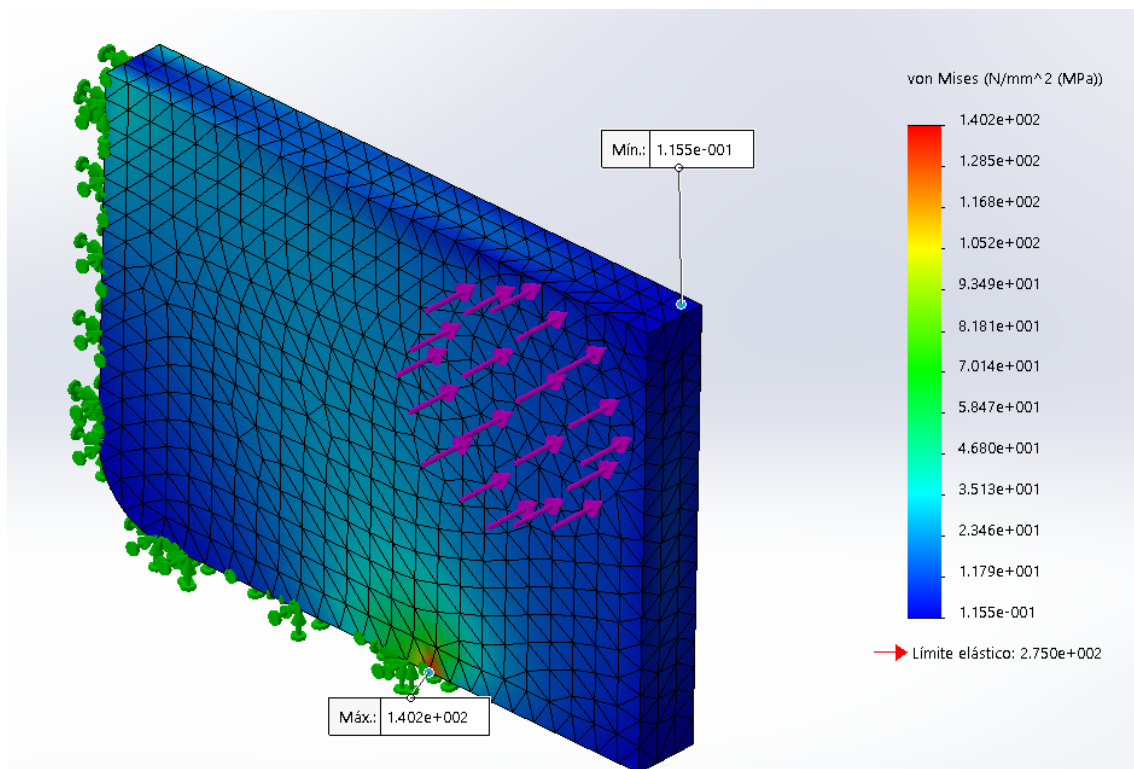 von Mises (N/mm^2 (MPa))
1.402e+002
1.285e+002
1.168e+002
1.052e+002
9.349e+001
8.181e+001
7.014e+001
5.847e+001
4.680e+001
3.513e+001
2.346e+001
1.179e+001
1.155e-001
Límite elástico: 2.750e+002
Mín.: 1.155e-001
Máx.: 1.402e+002